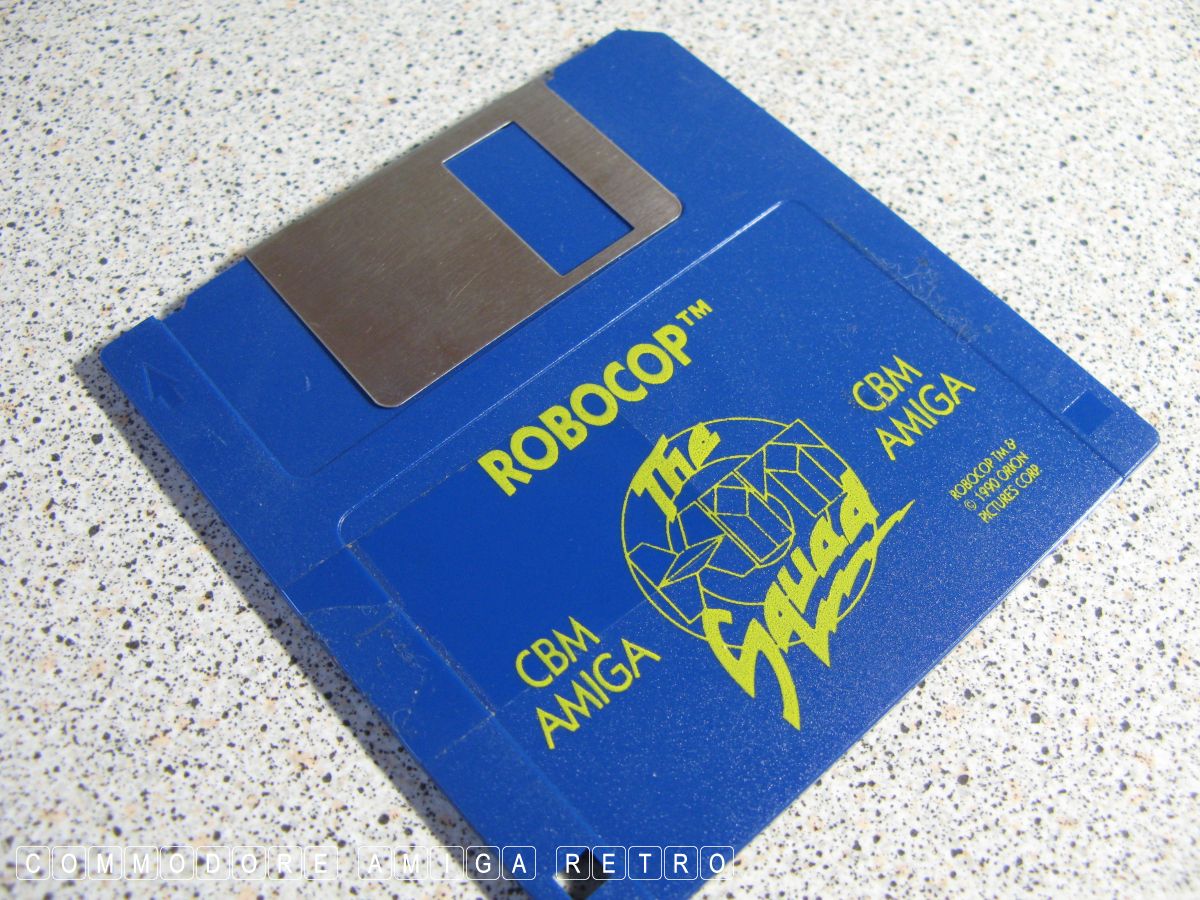 ROBOCOP™
The
Squad
CBM
AMIGA
CBM
AMIGA
ROBOCOP TM &
© 1990 ORION
PICTURES CORP.
COMMODORE AMIGA RETRO